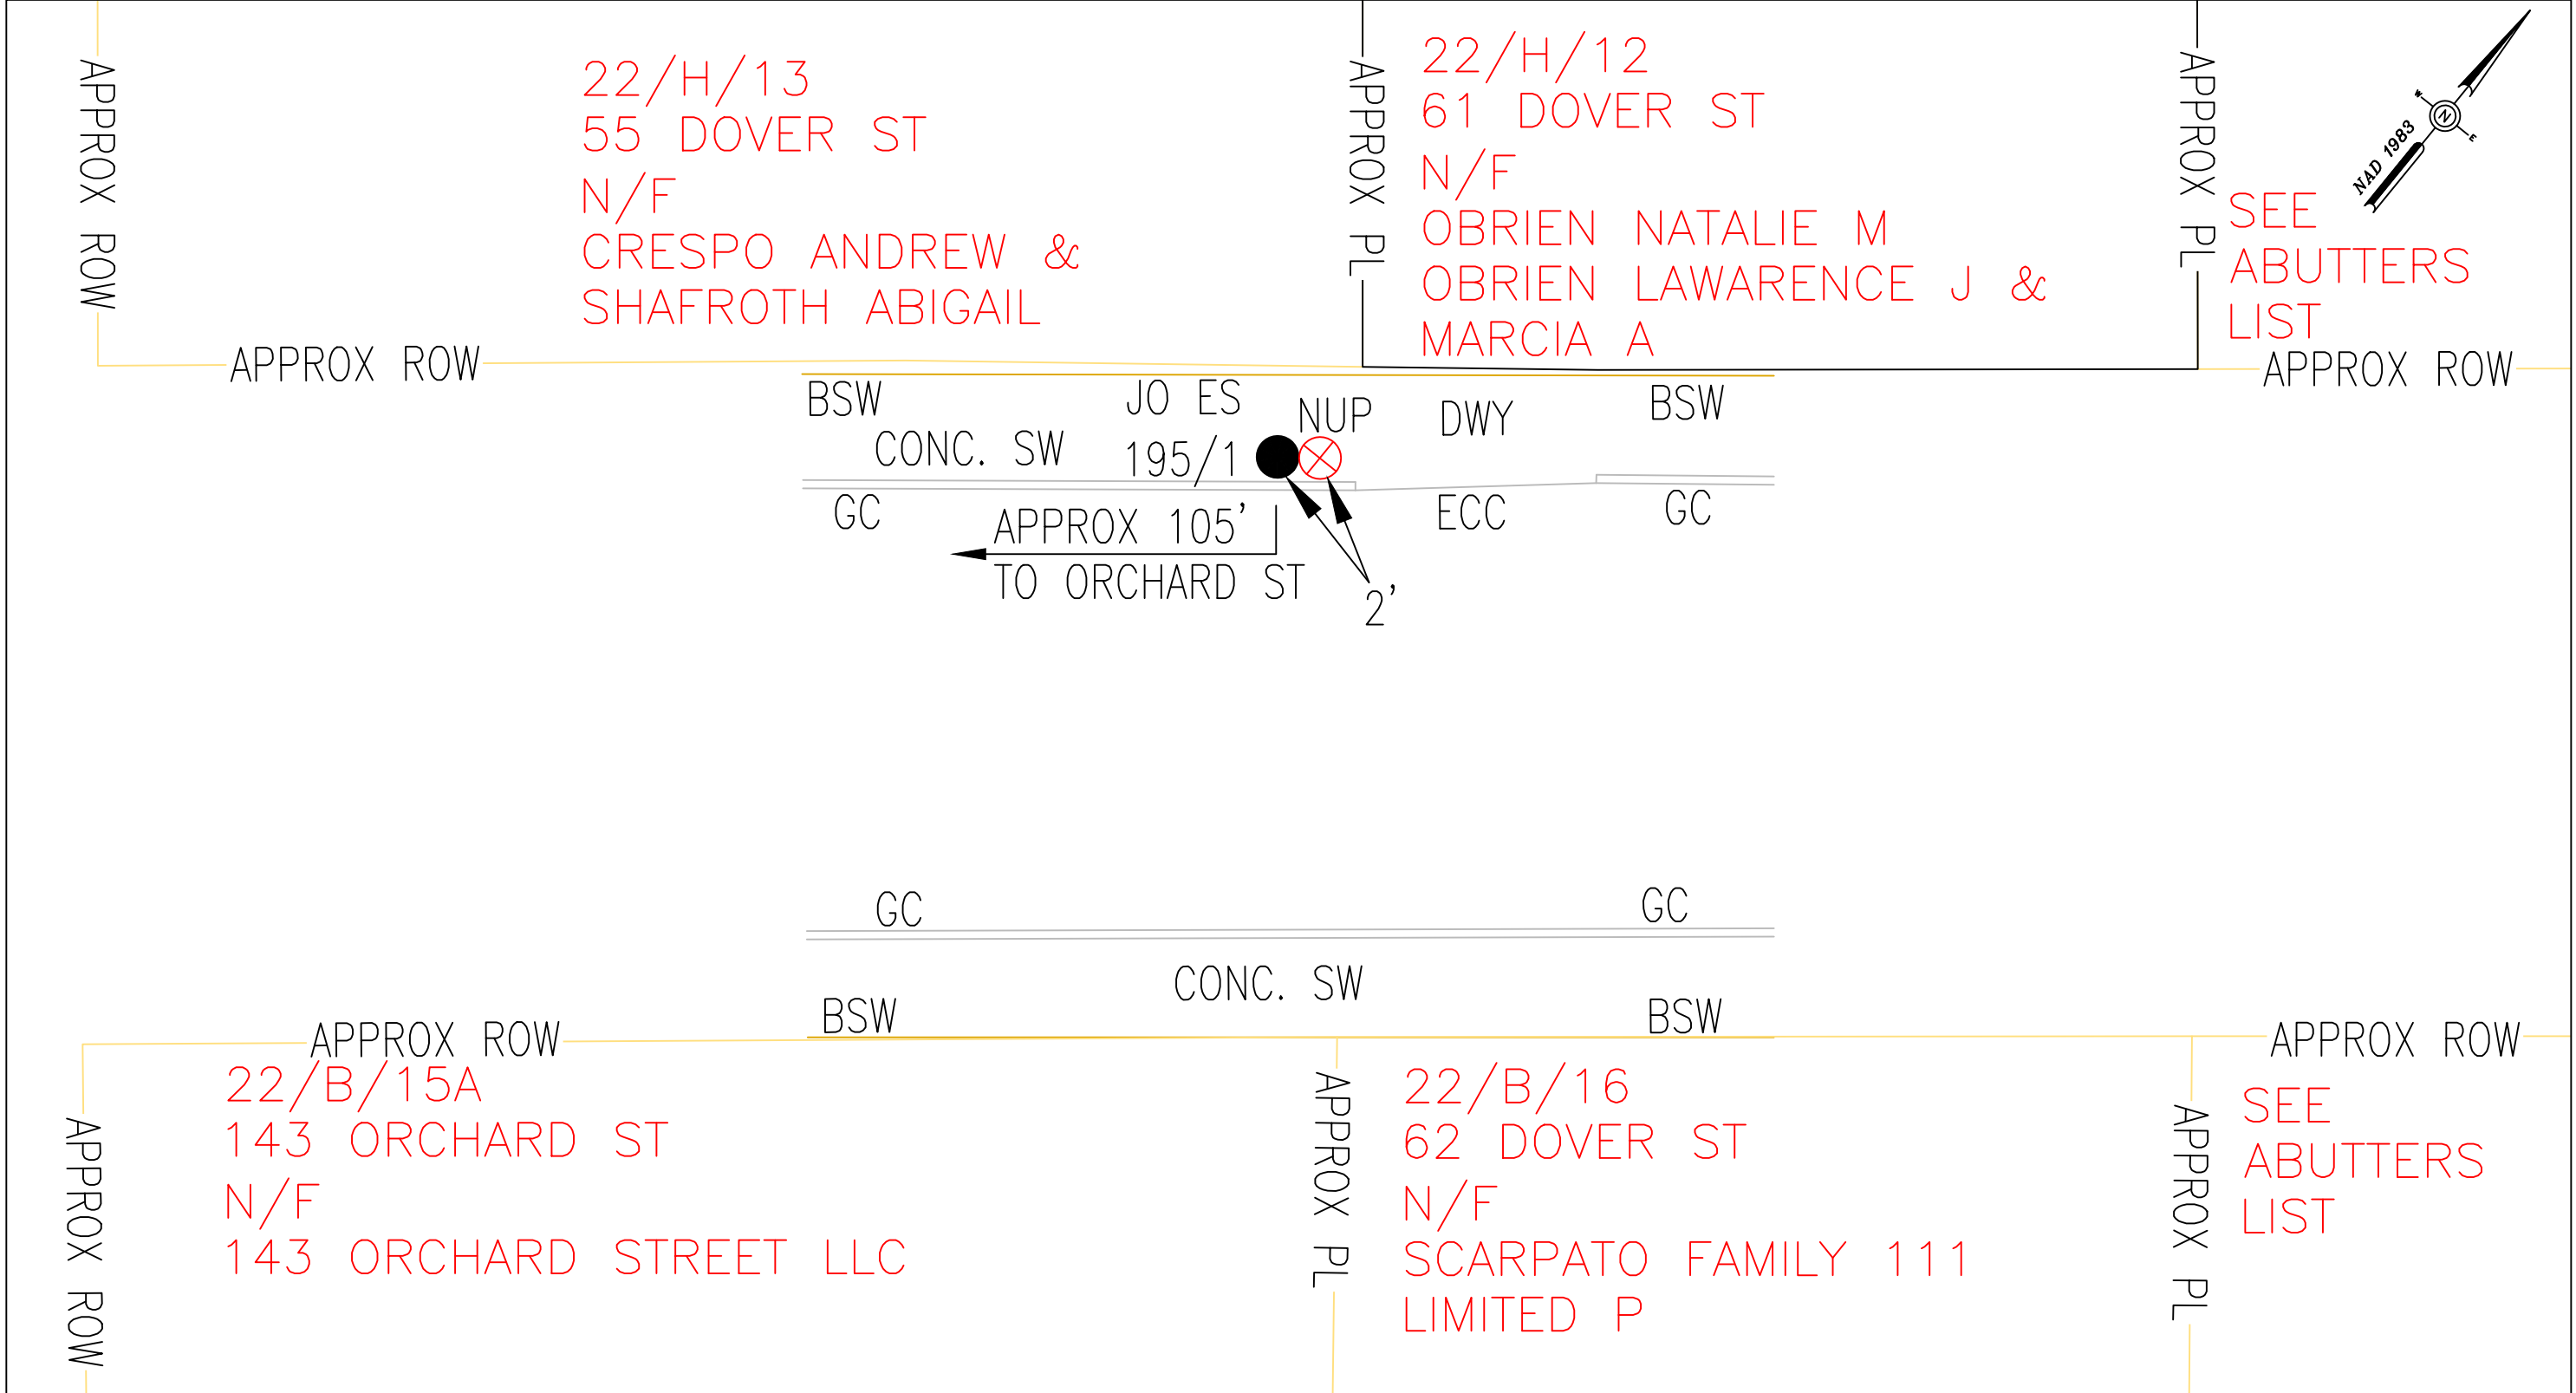 APPROX ROW
22/H/13
55 DOVER ST
N/F
CRESPO ANDREW &
SHAFROTH ABIGAIL
APPROX PL
22/H/12
61 DOVER ST
N/F
OBRIEN NATALIE M
OBRIEN LAWARENCE J &
MARCIA A
APPROX PL
W
N
E
NAD 1983
SEE
ABUTTERS
LIST
APPROX ROW
APPROX ROW
BSW
JO ES
NUP
DWY
BSW
CONC. SW
195/1
GC
APPROX 105'
ECC
GC
TO ORCHARD ST
2'
GC
GC
CONC. SW
BSW
BSW
APPROX ROW
APPROX ROW
APPROX ROW
22/B/15A
143 ORCHARD ST
N/F
143 ORCHARD STREET LLC
APPROX PL
22/B/16
62 DOVER ST
N/F
SCARPATO FAMILY 111
LIMITED P
APPROX PL
SEE
ABUTTERS
LIST